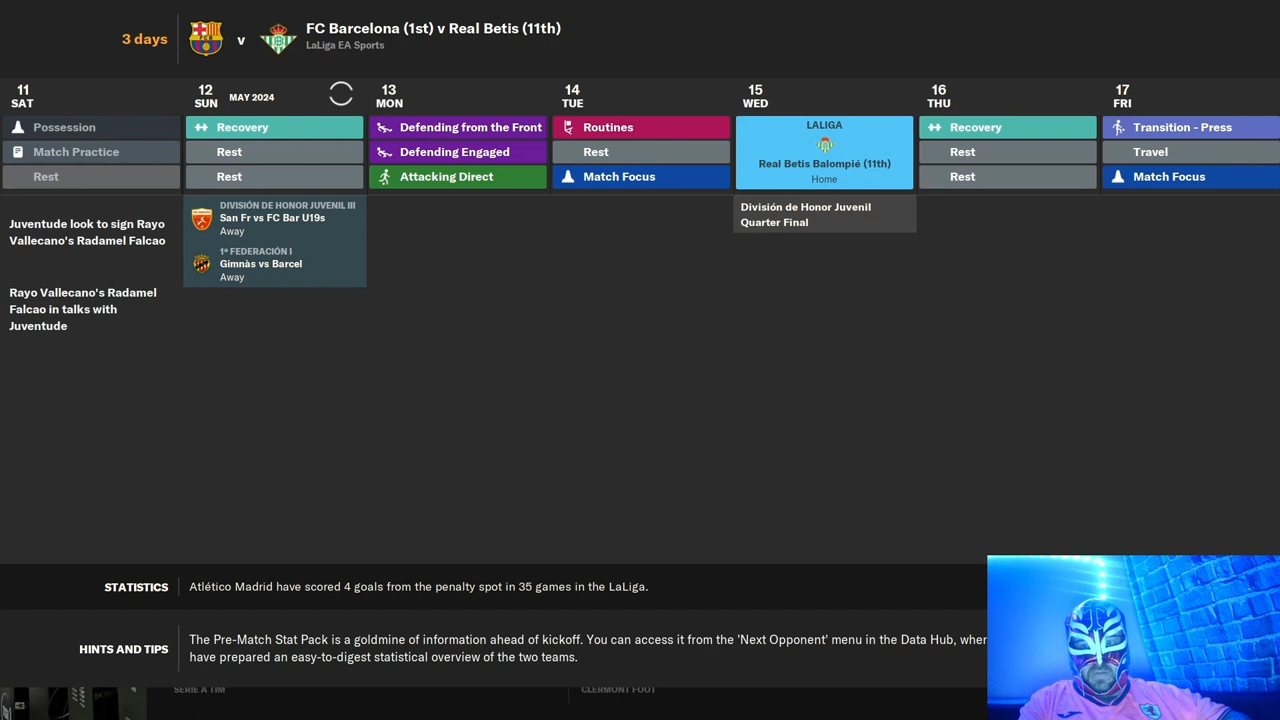 3 days
v
FC Barcelona (1st) v Real Betis (11th)
LaLiga EA Sports
11
SAT
12
SUN
MAY 2024
13
MON
14
TUE
15
WED
16
THU
17
FRI
Possession
Match Practice
Rest
Recovery
Rest
Rest
Defending from the Front
Defending Engaged
Attacking Direct
Routines
Rest
Match Focus
LALIGA
Real Betis Balompié (11th)
Home
Recovery
Rest
Rest
Transition - Press
Travel
Match Focus
Juventude look to sign Rayo
Vallecano's Radamel Falcao
Rayo Vallecano's Radamel
Falcao in talks with
Juventude
DIVISIÓN DE HONOR JUVENIL III
San Fr vs FC Bar U19s
Away
1ª FEDERACIÓN I
Gimnàs vs Barcel
Away
División de Honor Juvenil
Quarter Final
STATISTICS
Atlético Madrid have scored 4 goals from the penalty spot in 35 games in the LaLiga.
HINTS AND TIPS
The Pre-Match Stat Pack is a goldmine of information ahead of kickoff. You can access it from the 'Next Opponent' menu in the Data Hub, wher
have prepared an easy-to-digest statistical overview of the two teams.
SERIE A TIM
CLERMONT FOOT